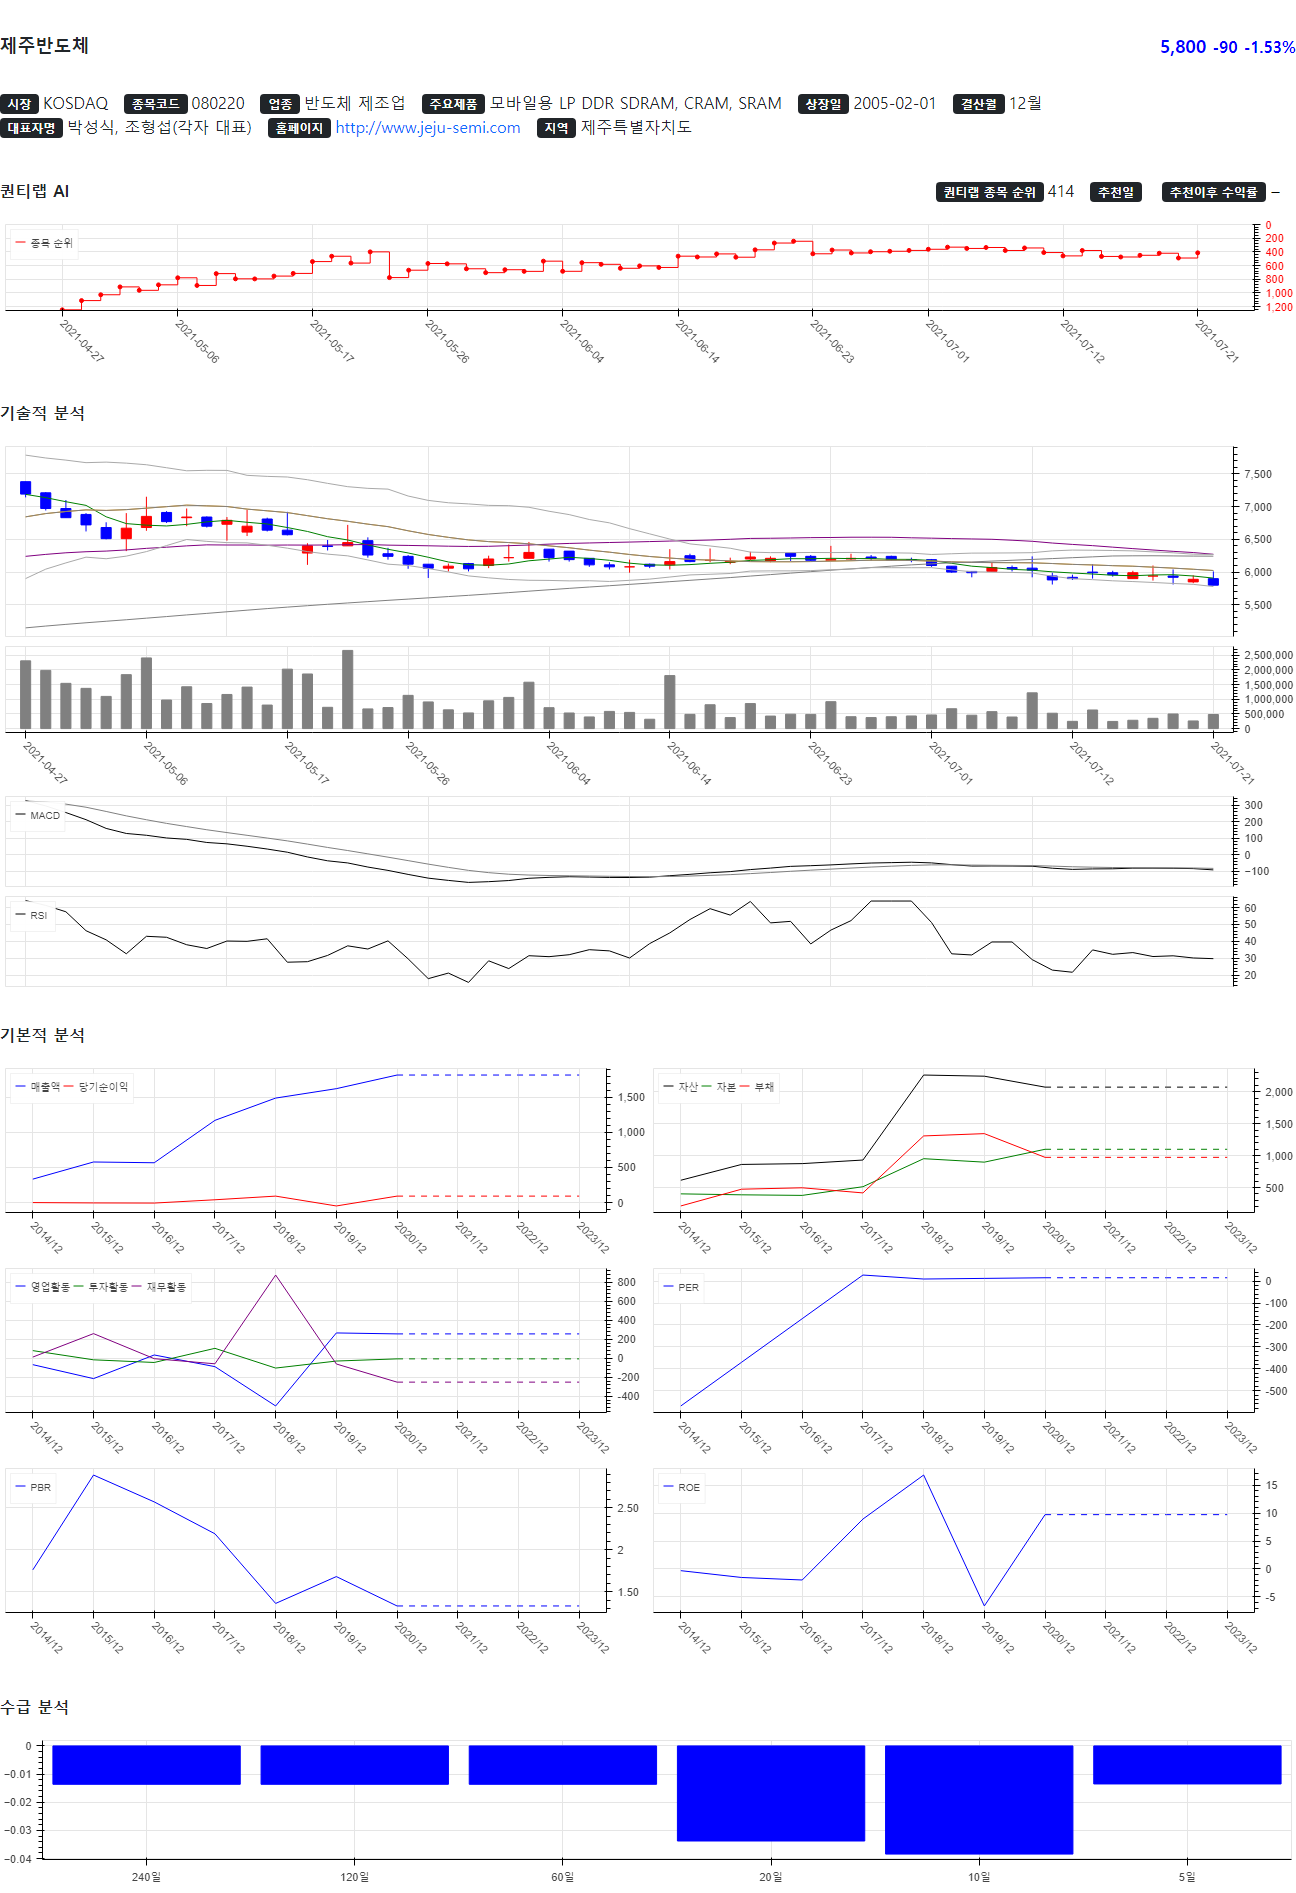 제주반도체
5,800 -90 -1.53%
시장 KOSDAQ 종목코드 080220 업종 반도체 제조업 주요제품 모바일용 LP DDR SDRAM, CRAM, SRAM 상장일 2005-02-01 결산월 12월
대표자명 박성식, 조형섭(각자 대표) 홈페이지 http://www.jeju-semi.com 지역 제주특별자치도
퀀티랩 AI
퀀티랩 종목 순위 414 추천일 추천이후 수익률 –
종목 순위
0
200
400
600
800
1,000
1,200
2021-04-27 2021-05-06 2021-05-17 2021-05-26 2021-06-04 2021-06-14 2021-06-23 2021-07-01 2021-07-12 2021-07-21
기술적 분석
7,500
7,000
6,500
6,000
5,500
2,500,000
2,000,000
1,500,000
1,000,000
500,000
0
2021-04-27 2021-05-06 2021-05-17 2021-05-26 2021-06-04 2021-06-14 2021-06-23 2021-07-01 2021-07-12 2021-07-21
MACD
300
200
100
0
−100
RSI
60
50
40
30
20
기본적 분석
매출액 당기순이익
1,500
1,000
500
0
2014/12 2015/12 2016/12 2017/12 2018/12 2019/12 2020/12 2021/12 2022/12 2023/12
자산 자본 부채
2,000
1,500
1,000
500
2014/12 2015/12 2016/12 2017/12 2018/12 2019/12 2020/12 2021/12 2022/12 2023/12
영업활동 투자활동 재무활동
800
600
400
200
0
-200
-400
2014/12 2015/12 2016/12 2017/12 2018/12 2019/12 2020/12 2021/12 2022/12 2023/12
PER
0
-100
-200
-300
-400
-500
2014/12 2015/12 2016/12 2017/12 2018/12 2019/12 2020/12 2021/12 2022/12 2023/12
PBR
2.50
2
1.50
2014/12 2015/12 2016/12 2017/12 2018/12 2019/12 2020/12 2021/12 2022/12 2023/12
ROE
15
10
5
0
-5
2014/12 2015/12 2016/12 2017/12 2018/12 2019/12 2020/12 2021/12 2022/12 2023/12
수급 분석
0
−0.01
−0.02
−0.03
−0.04
240일 120일 60일 20일 10일 5일